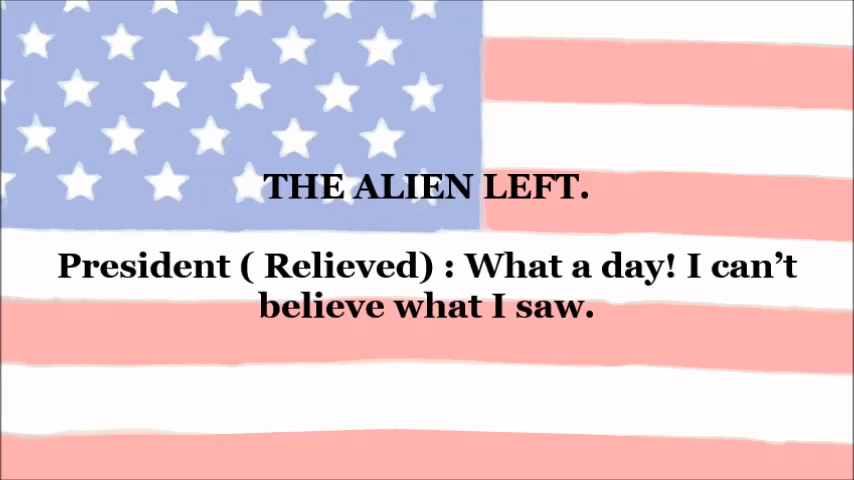 THE ALIEN LEFT.
President ( Relieved) : What a day! I can’t
believe what I saw.